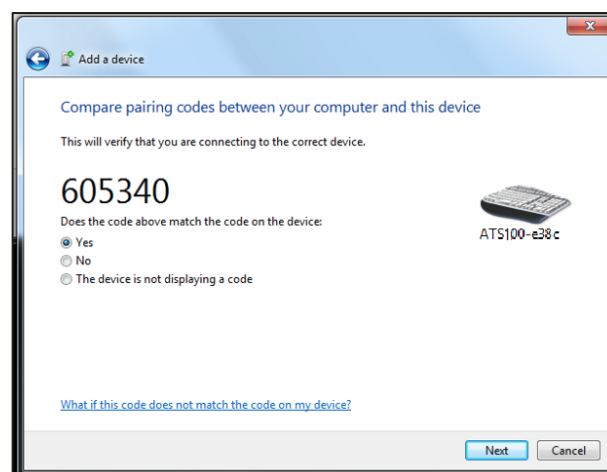 Add a device
Compare pairing codes between your computer and this device
This will verify that you are connecting to the correct device.
605340
Does the code above match the code on the device:
Yes
No
The device is not displaying a code
ATS100-e38c
What if this code does not match the code on my device?
Next
Cancel